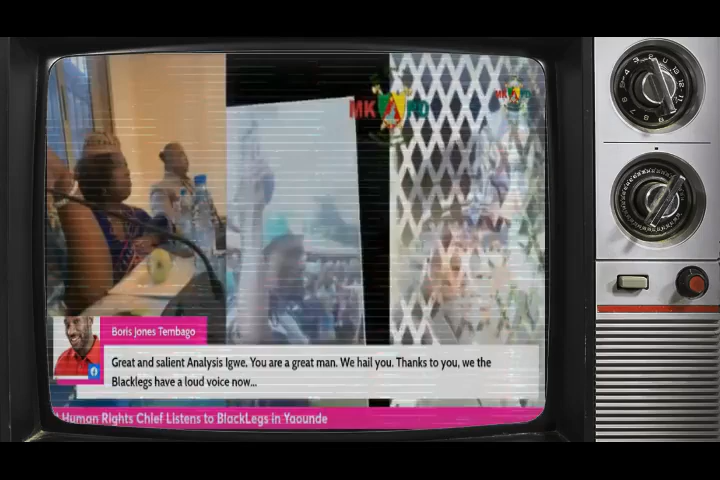 MK PD
Boris Jones Tembago
Great and salient Analysis Igwe. You are a great man. We hail you. Thanks to you, we the
Blacklegs have a loud voice now...
Human Rights Chief Listens to BlackLegs in Yaounde